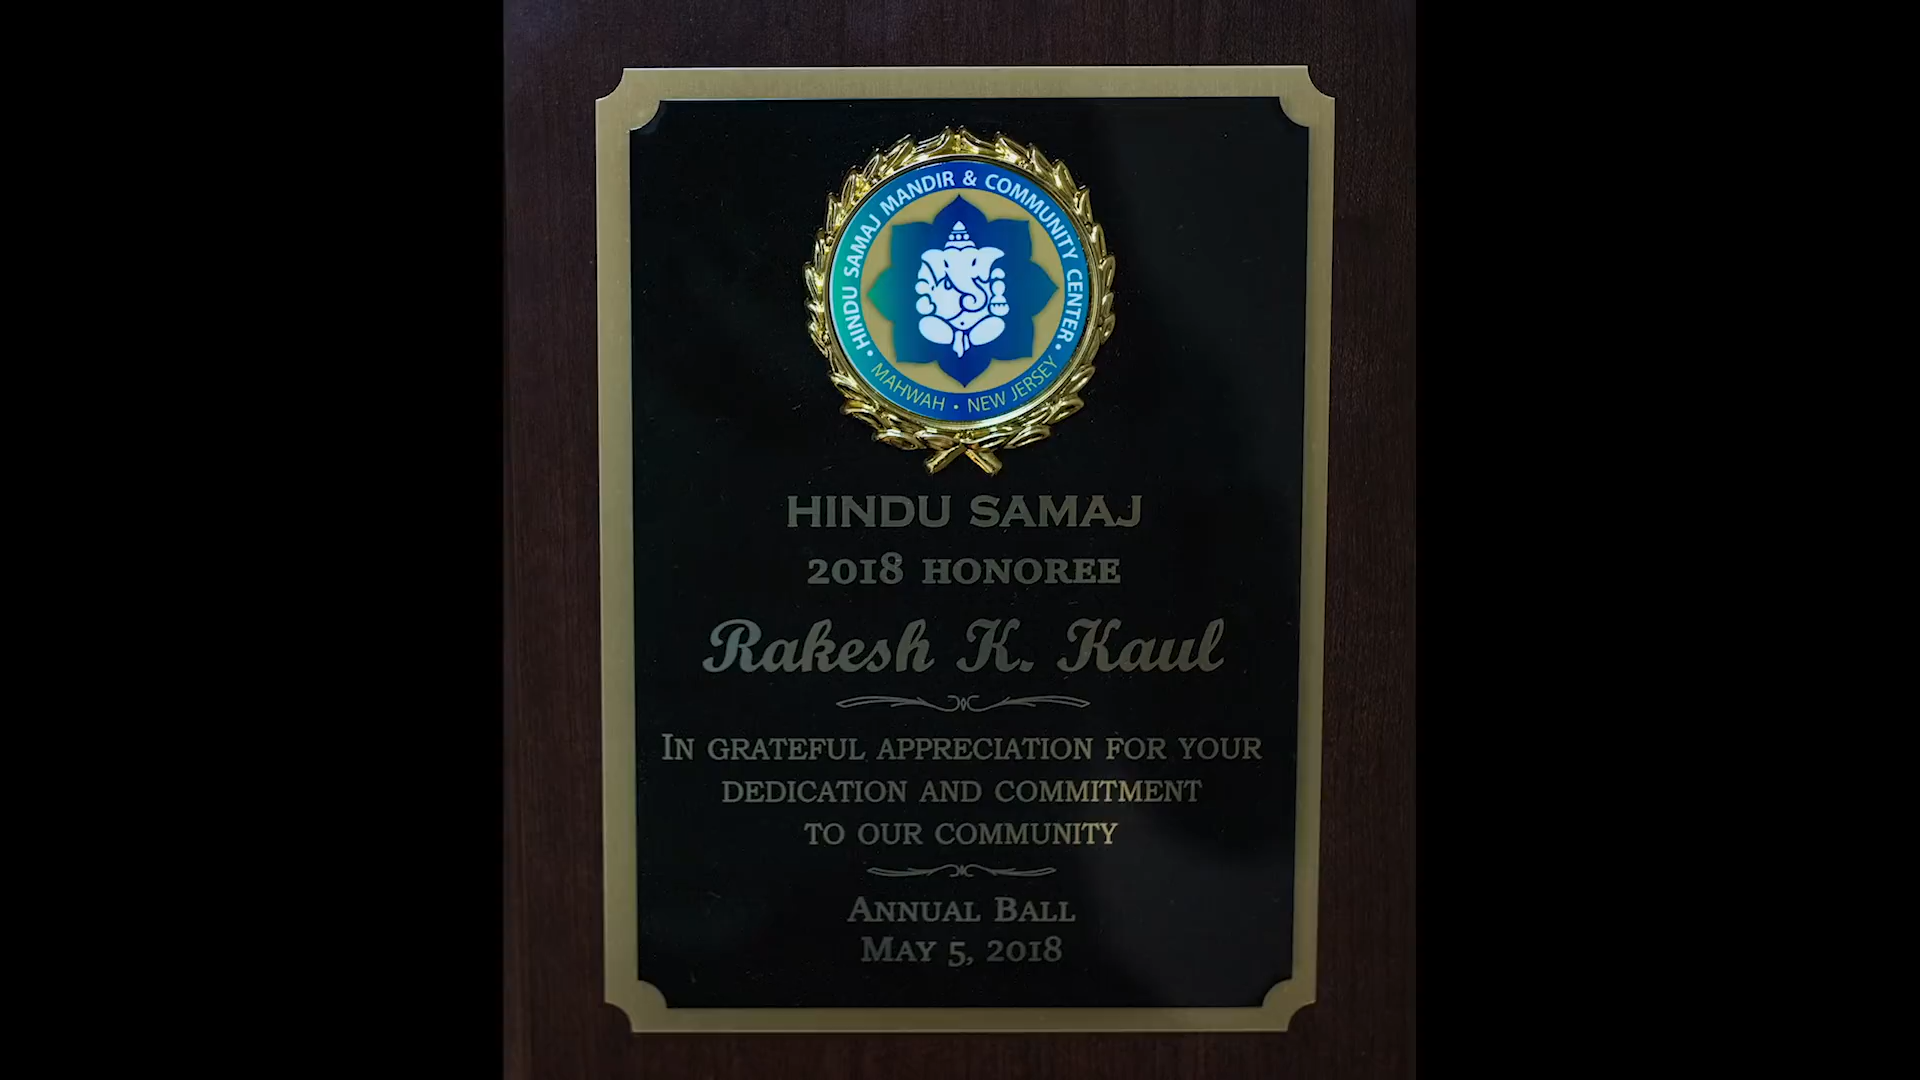 HINDU SAMAJ MANDIR & COMMUNITY CENTER
MAHWAH • NEW JERSEY
HINDU SAMAJ
2018 HONOREE
Rakesh K. Kaul
IN GRATEFUL APPRECIATION FOR YOUR
DEDICATION AND COMMITMENT
TO OUR COMMUNITY
ANNUAL BALL
MAY 5, 2018